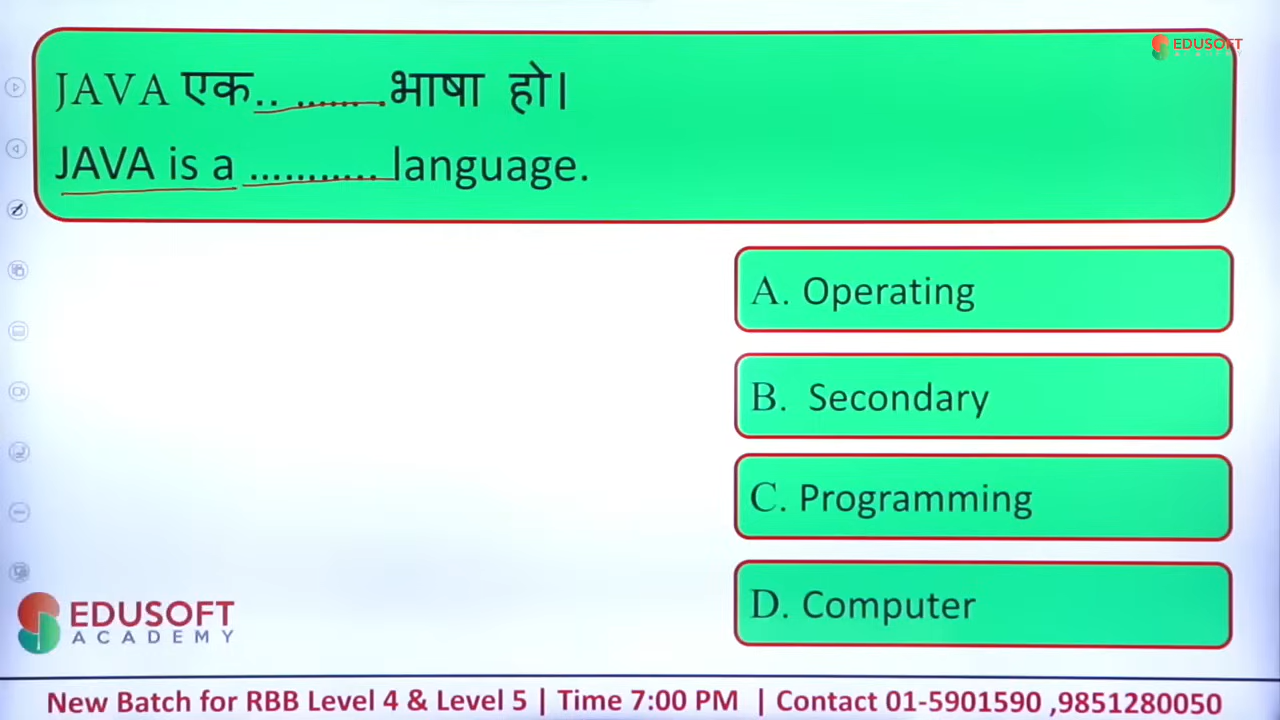 EDUSOFT
ACADEMY
JAVA एक.. ....... .भाषा हो।
JAVA is a ........... language.
A. Operating
B. Secondary
C. Programming
D. Computer
EDUSOFT
ACADEMY
New Batch for RBB Level 4 & Level 5 | Time 7:00 PM | Contact 01-5901590 ,9851280050